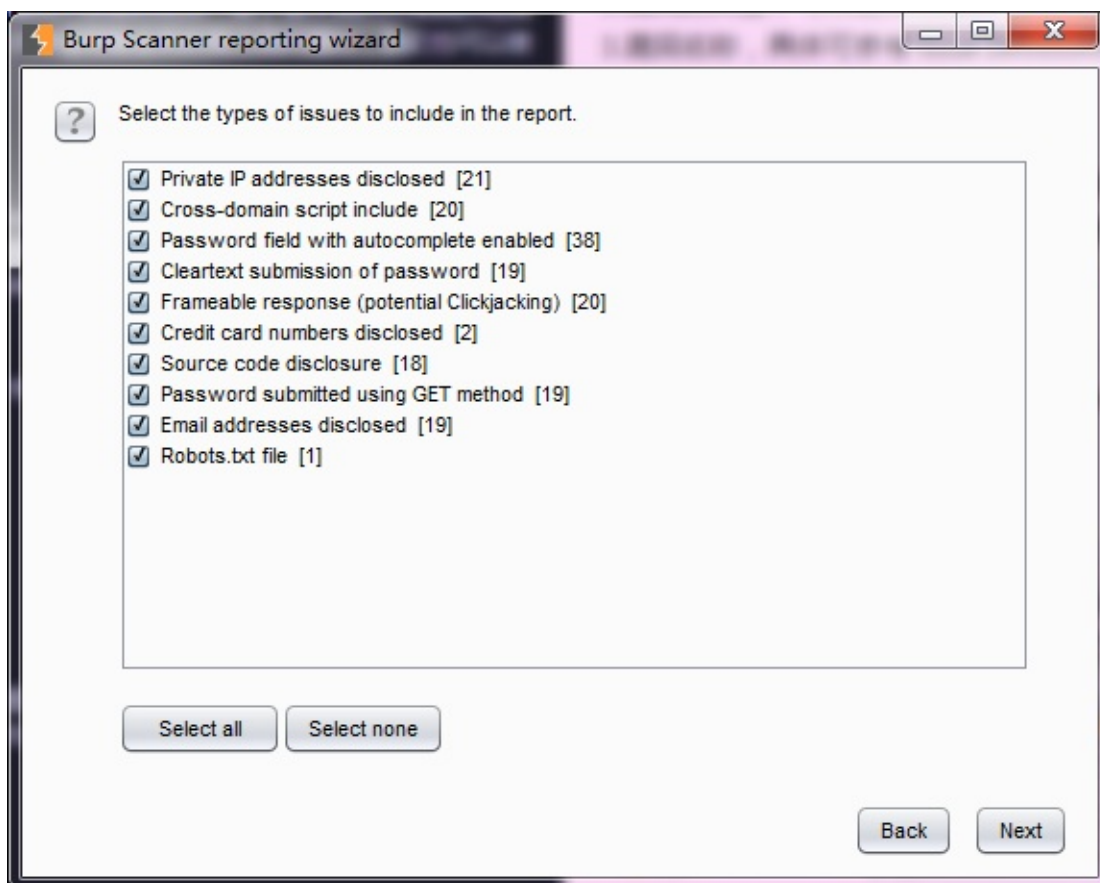 Burp Scanner reporting wizard
Select the types of issues to include in the report.
Private IP addresses disclosed [21]
Cross-domain script include [20]
Password field with autocomplete enabled [38]
Cleartext submission of password [19]
Frameable response (potential Clickjacking) [20]
Credit card numbers disclosed [2]
Source code disclosure [18]
Password submitted using GET method [19]
Email addresses disclosed [19]
Robots.txt file [1]
Select all Select none
Back Next